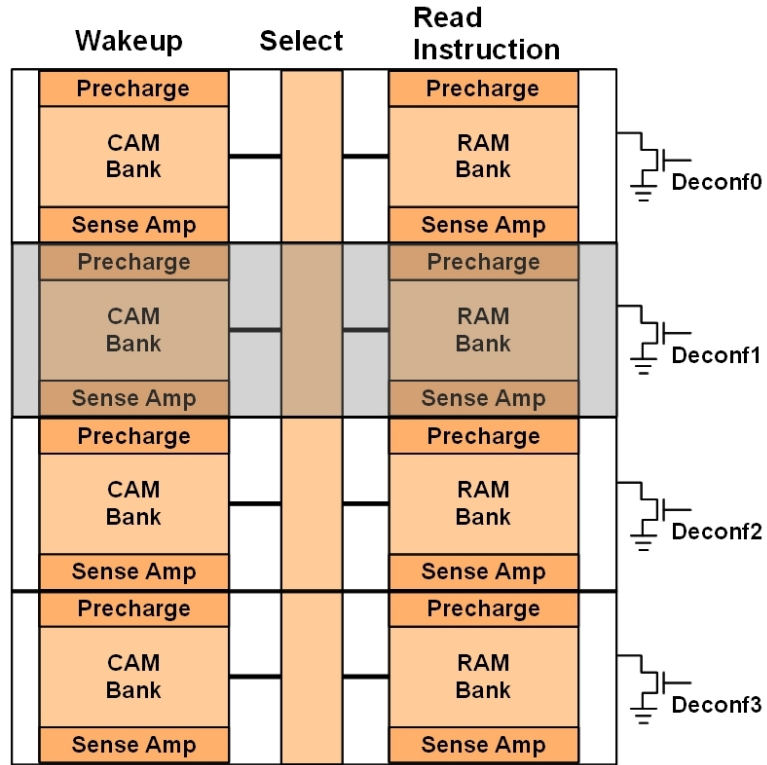 Wakeup
Select
Read
Instruction
Precharge
Precharge
CAM
Bank
RAM
Bank
Deconf0
Sense Amp
Sense Amp
Precharge
Precharge
CAM
Bank
RAM
Bank
Deconf1
Sense Amp
Sense Amp
Precharge
Precharge
CAM
Bank
RAM
Bank
Deconf2
Sense Amp
Sense Amp
Precharge
Precharge
CAM
Bank
RAM
Bank
Deconf3
Sense Amp
Sense Amp